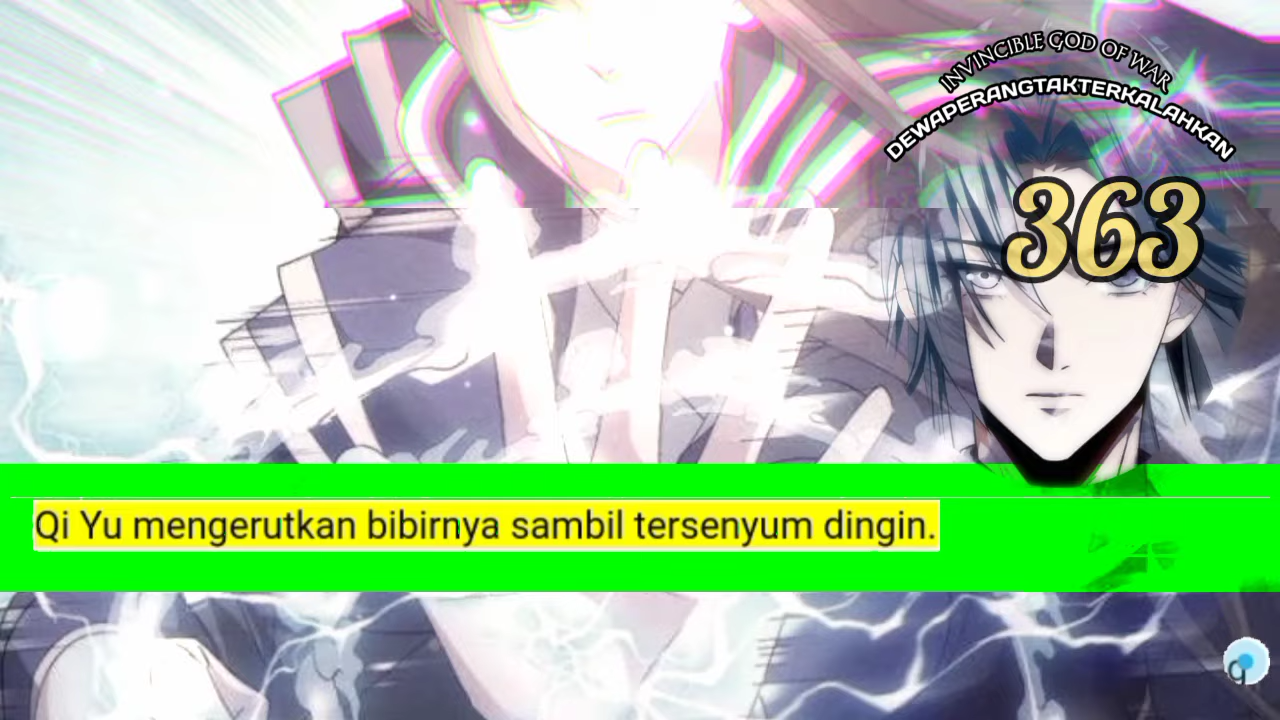 INVINCIBLE GOD OF WAR
DEWAPERANGTAKTERKALAHKAN
363
Qi Yu mengerutkan bibirnya sambil tersenyum dingin.